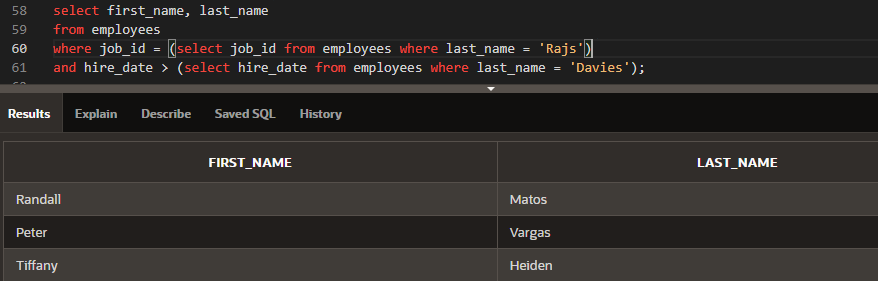 58 select first_name, last_name
59 from employees
60 where job_id = (select job_id from employees where last_name = 'Rajs')
61 and hire_date > (select hire_date from employees where last_name = 'Davies');
Results Explain Describe Saved SQL History
FIRST_NAME LAST_NAME
Randall Matos
Peter Vargas
Tiffany Heiden